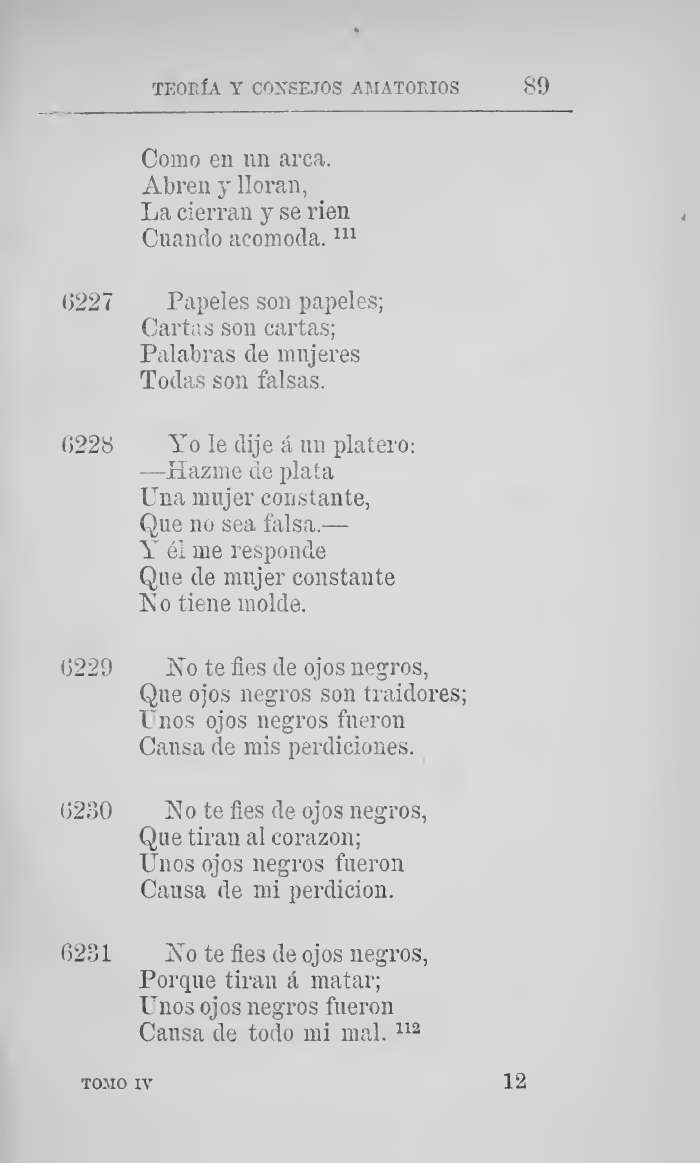 TEORÍA Y CONSEJOS AMATORIOS 89
Como en un arca.
Abren y lloran,
La cierran y se rien
Cuando acomoda. ¹¹¹
6227 Papeles son papeles;
Cartas son cartas;
Palabras de mujeres
Todas son falsas.
6228 Yo le dije á un platero:
—Hazme de plata
Una mujer constante,
Que no sea falsa.—
Y él me responde
Que de mujer constante
No tiene molde.
6229 No te fies de ojos negros,
Que ojos negros son traidores;
Unos ojos negros fueron
Causa de mis perdiciones.
6230 No te fies de ojos negros,
Que tiran al corazon;
Unos ojos negros fueron
Causa de mi perdicion.
6231 No te fies de ojos negros,
Porque tiran á matar;
Unos ojos negros fueron
Causa de todo mi mal. ¹¹²
TOMO IV 12